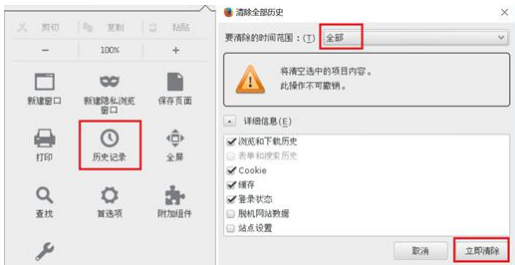 剪切 复制 粘贴
− 100% +
新建窗口 新建隐私浏览窗口 保存页面
打印 历史记录 全屏
查找 首选项 附加组件
清除全部历史
要清除的时间范围：(T) 全部
将清空选中的项目内容。
此操作不可撤销。
详细信息(E)
浏览和下载历史
表单和搜索历史
Cookie
缓存
登录状态
脱机网站数据
站点设置
取消 立即清除